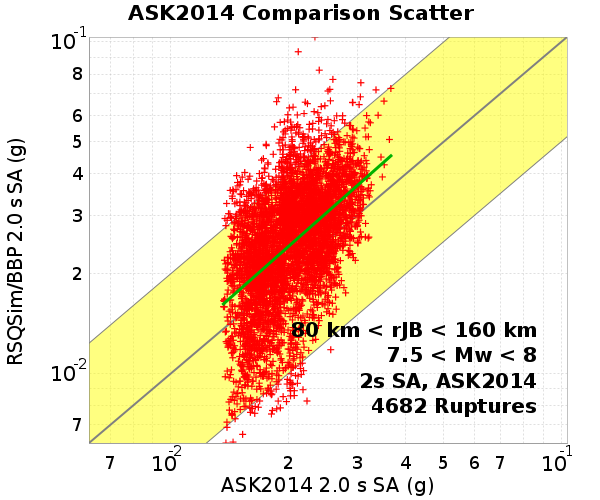 ASK2014 Comparison Scatter
RSQSim/BBP 2.0 s SA (g)
10-1
8
6
5
4
3
2
10-2
7
80 km < rJB < 160 km
7.5 < Mw < 8
2s SA, ASK2014
4682 Ruptures
7 10-2 2 3 4 5 6 7 10-1
ASK2014 2.0 s SA (g)